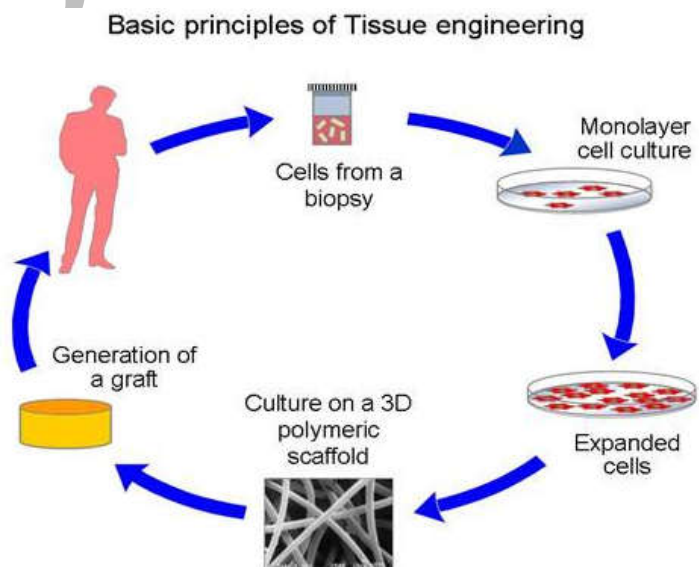 Basic principles of Tissue engineering
Cells from a
biopsy
Monolayer
cell culture
Expanded
cells
Culture on a 3D
polymeric
scaffold
Generation of
a graft